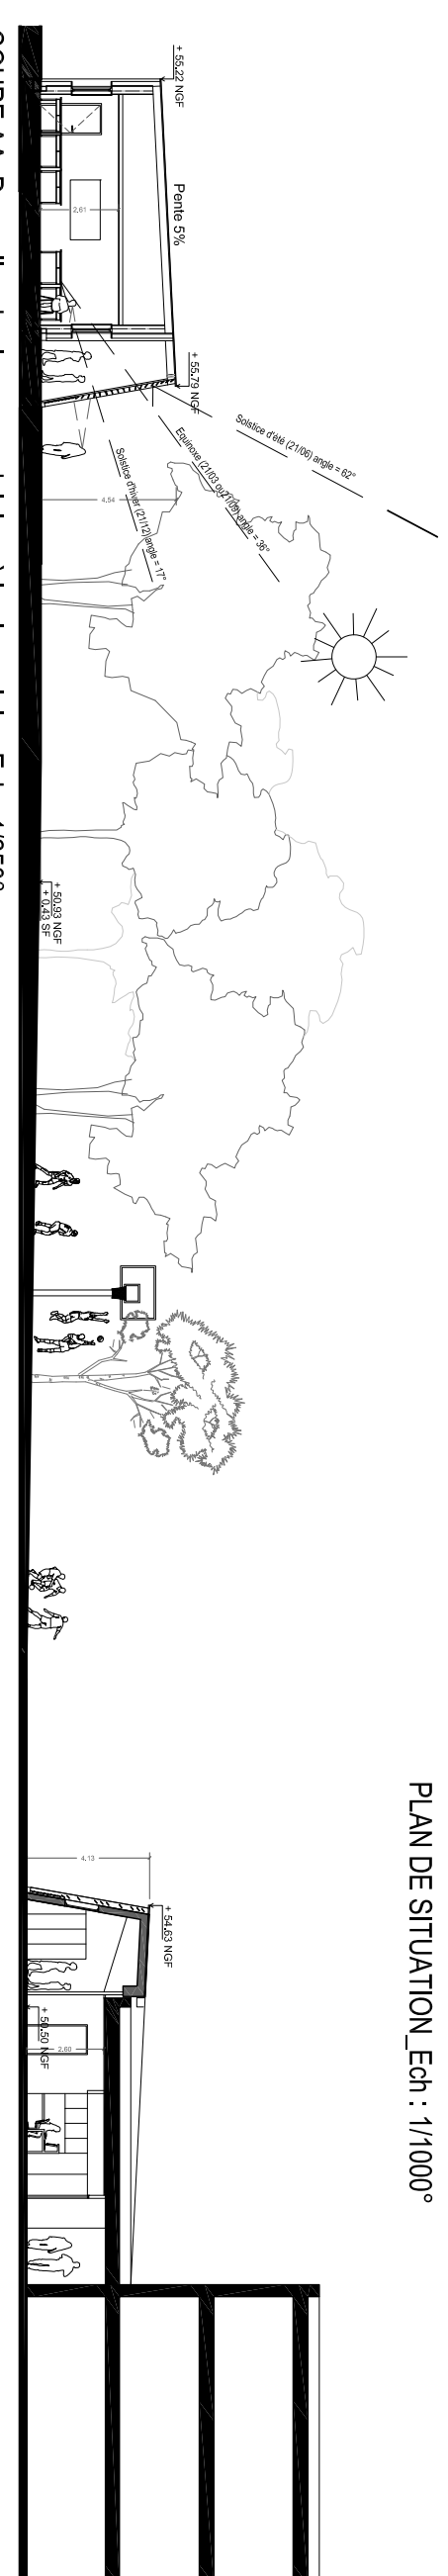 + 55.22 NGF
Pente 5%
2,61
+ 55.79 NGF
Solstice d'été (21/06) angle = 62°
Equinoxe (21/03 ou 21/09) angle = 36°
Solstice d'hiver (21/12) angle = 17°
4,54
+ 50.93 NGF
+ 0.43 SF
PLAN DE SITUATION_Ech : 1/1000°
4,13
+ 54.63 NGF
+ 50.50 NGF
2,60